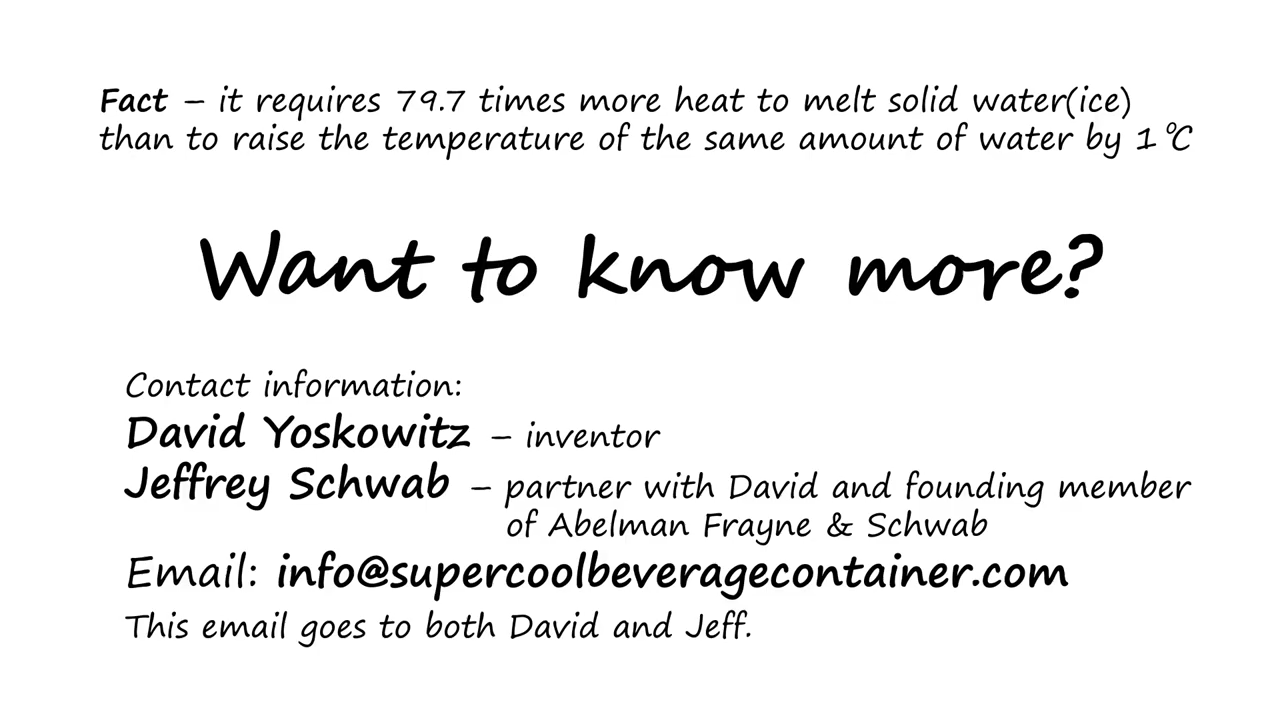 Fact – it requires 79.7 times more heat to melt solid water(ice)
than to raise the temperature of the same amount of water by 1 °C
Want to know more?
Contact information:
David Yoskowitz – inventor
Jeffrey Schwab – partner with David and founding member
of Abelman Frayne & Schwab
Email: info@supercoolbeveragecontainer.com
This email goes to both David and Jeff.